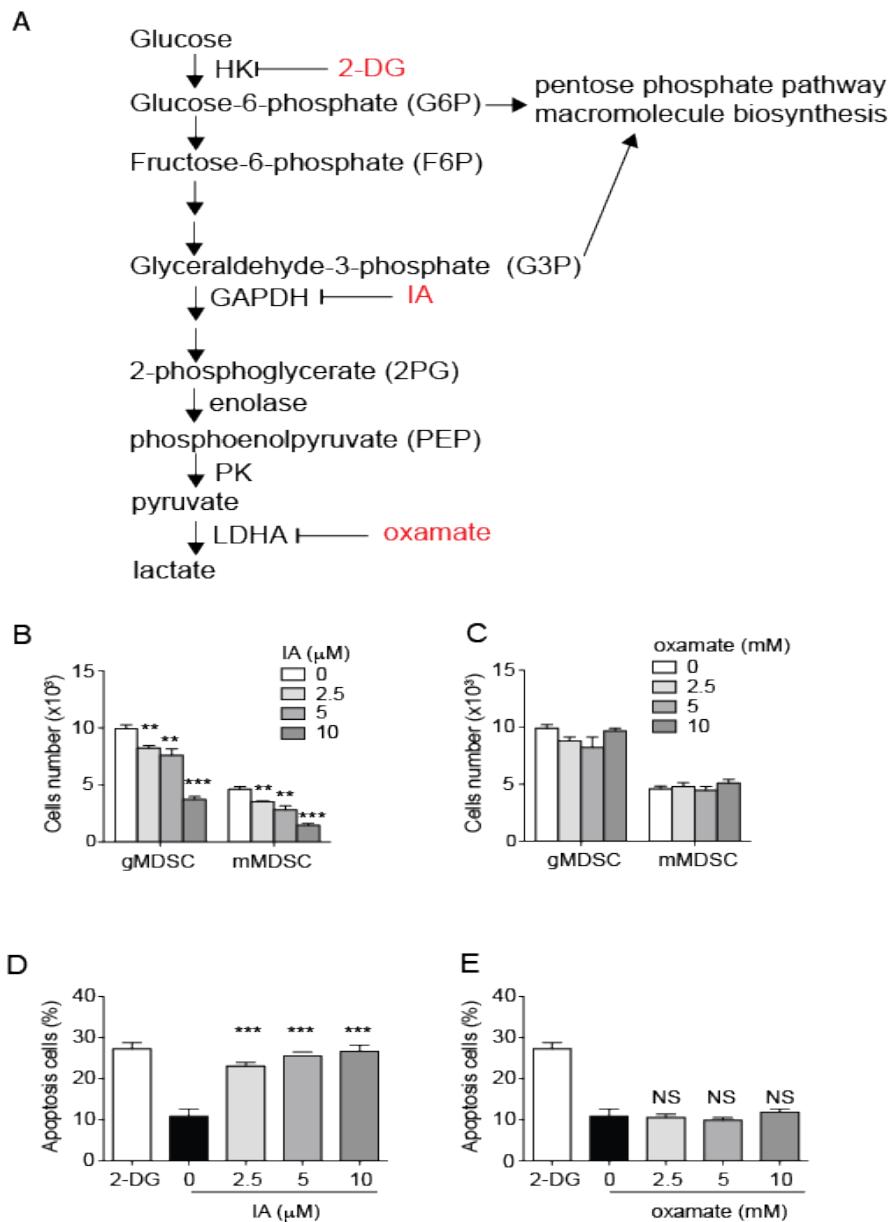 A
Glucose
HK 2-DG
Glucose-6-phosphate (G6P)
pentose phosphate pathway
macromolecule biosynthesis
Fructose-6-phosphate (F6P)
Glyceraldehyde-3-phosphate (G3P)
GAPDH IA
2-phosphoglycerate (2PG)
enolase
phosphoenolpyruvate (PEP)
PK
pyruvate
LDHA oxamate
lactate
B
IA (μM)
0
2.5
5
10
Cells number (x10³)
15
10
5
0
** ** ***
** ** ***
gMDSC mMDSC
C
oxamate (mM)
0
2.5
5
10
Cells number (x10³)
15
10
5
0
gMDSC mMDSC
D
Apoptosis cells (%)
40
30
20
10
0
*** *** ***
2-DG 0 2.5 5 10
IA (μM)
E
Apoptosis cells (%)
40
30
20
10
0
NS NS NS
2-DG 0 2.5 5 10
oxamate (mM)